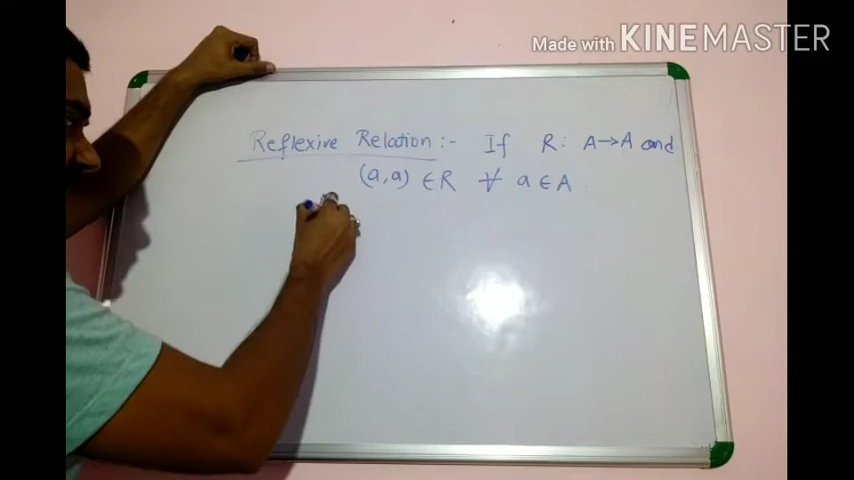 Made with KINEMASTER
Reflexive Relation :- If R: A→A and
(a,a) ∈ R ∀ a ∈ A.